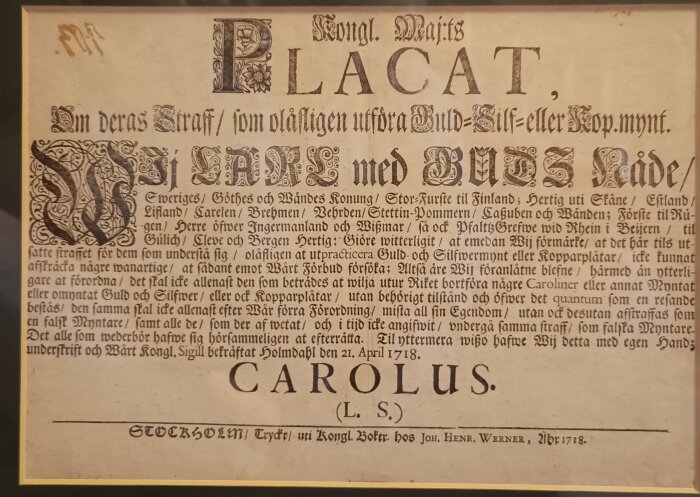 Kongl. Maj:ts
PLACAT,
Om deras Straff/ som olåfligen utföra Guld=Silf=eller Kop.mynt.
WIj CARL med GUDS Nåde/
Sweriges/ Göthes och Wändes Konung/ Stor-Furste til Finland; Hertig uti Skåne/ Estland/
Lifland/ Carelen/ Brehmen/ Vehrden/ Stettin-Pommern/ Caßuben och Wänden; Förste til Rü-
gen/ Herre öfwer Ingermanland och Wißmar/ så ock Pfaltz-Grefwe wid Rhein i Beijern/ til
Gülich/ Cleve och Bergen Hertig; Giöre witterligit/ at emedan Wij förmärke/ at det här tils ut-
satte straffet för dem som understå sig/ olåfligen at utpracticera Guld- och Silfwermynt eller Kopparplåtar/ icke kunnat
afskräcka någre wanartige/ at sådant emot Wårt Förbud försöka; Altså äre Wij föranlåtne blefne/ härmed än ytterli-
gare at förordna/ det skal icke allenast den som beträdes at wilja utur Riket bortföra någre Caroliner eller annat Myntat
eller omyntat Guld och Silfwer/ eller ock Kopparplåtar/ utan behörigt tilstånd och öfwer det quantum som en resande
bestås/ den samma skal icke allenast efter Wår förra Förordning/ mista all sin Egendom/ utan ock desutan affstraffas som
en falsk Myntare/ samt alle de/ som der af wetat/ och i tijd icke angifwit/ undergå samma straff/ som falska Myntare.
Det alle som wederbör hafwe sig hörsammeligen at efterrätta. Til yttermera wißo hafwe Wij detta med egen Hand;
underskrift och Wårt Kongl. Sigill bekräftat Holmdahl den 21. April 1718.
CAROLUS.
(L. S.)
STOCKHOLM/ Tryckt/ uti Kongl. Boktr. hos JOH. HENR. WERNER, Åhr 1718.